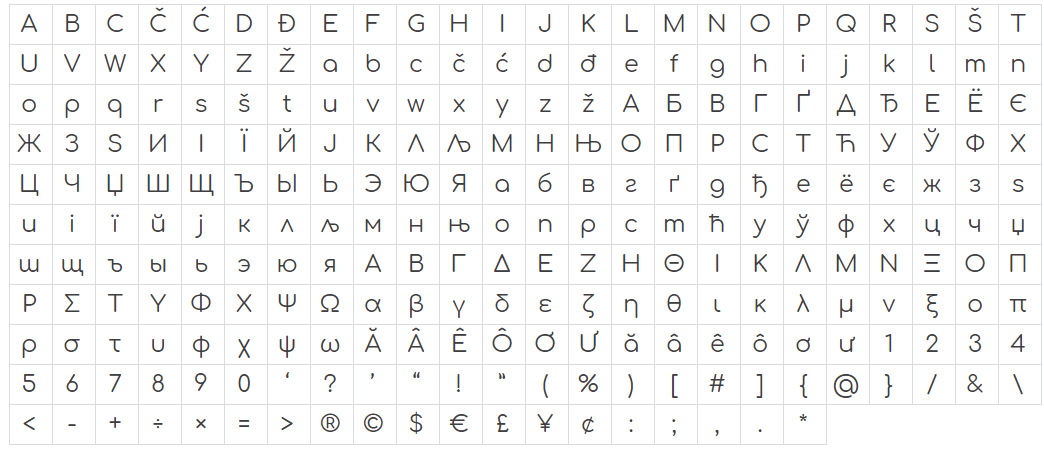 A B C Č Ć D Đ E F G H I J K L M N O P Q R S Š T
U V W X Y Z Ž a b c č ć d đ e f g h i j k l m n
o p q r s š t u v w x y z ž А Б В Г Ґ Д Ђ Е Ё Є
Ж З Ѕ И І Ї Й Ј К Л Љ М Н Њ О П Р С Т Ћ У Ў Ф Х
Ц Ч Џ Ш Щ Ъ Ы Ь Э Ю Я а б в г ґ д ђ е ё є ж з ѕ
и і ї й ј к л љ м н њ о п р с т ћ у ў ф х ц ч џ
ш щ ъ ы ь э ю я Α Β Γ Δ Ε Ζ Η Θ Ι Κ Λ Μ Ν Ξ Ο Π
Ρ Σ Τ Υ Φ Χ Ψ Ω α β γ δ ε ζ η θ ι κ λ μ ν ξ ο π
ρ σ τ υ φ χ ψ ω Ă Â Ê Ô Ơ Ư ă â ê ô ơ ư 1 2 3 4
5 6 7 8 9 0 ‘ ? ’ “ ! ” ( % ) [ # ] { @ } / & \
< - + ÷ × = > ® © $ € £ ¥ ¢ : ; , . *